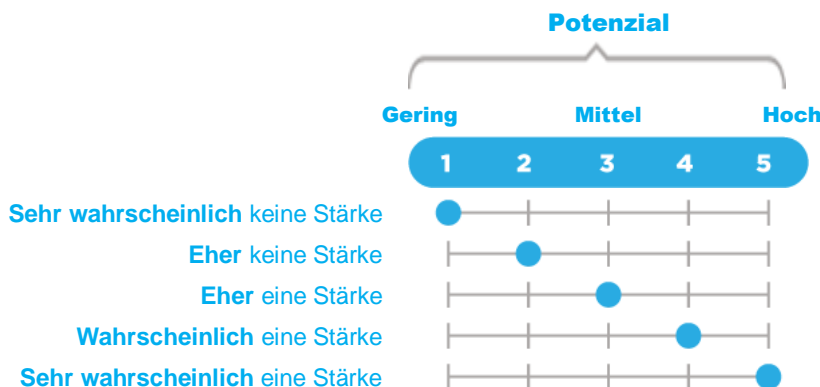 Potenzial
Gering Mittel Hoch
1 2 3 4 5
Sehr wahrscheinlich keine Stärke
Eher keine Stärke
Eher eine Stärke
Wahrscheinlich eine Stärke
Sehr wahrscheinlich eine Stärke